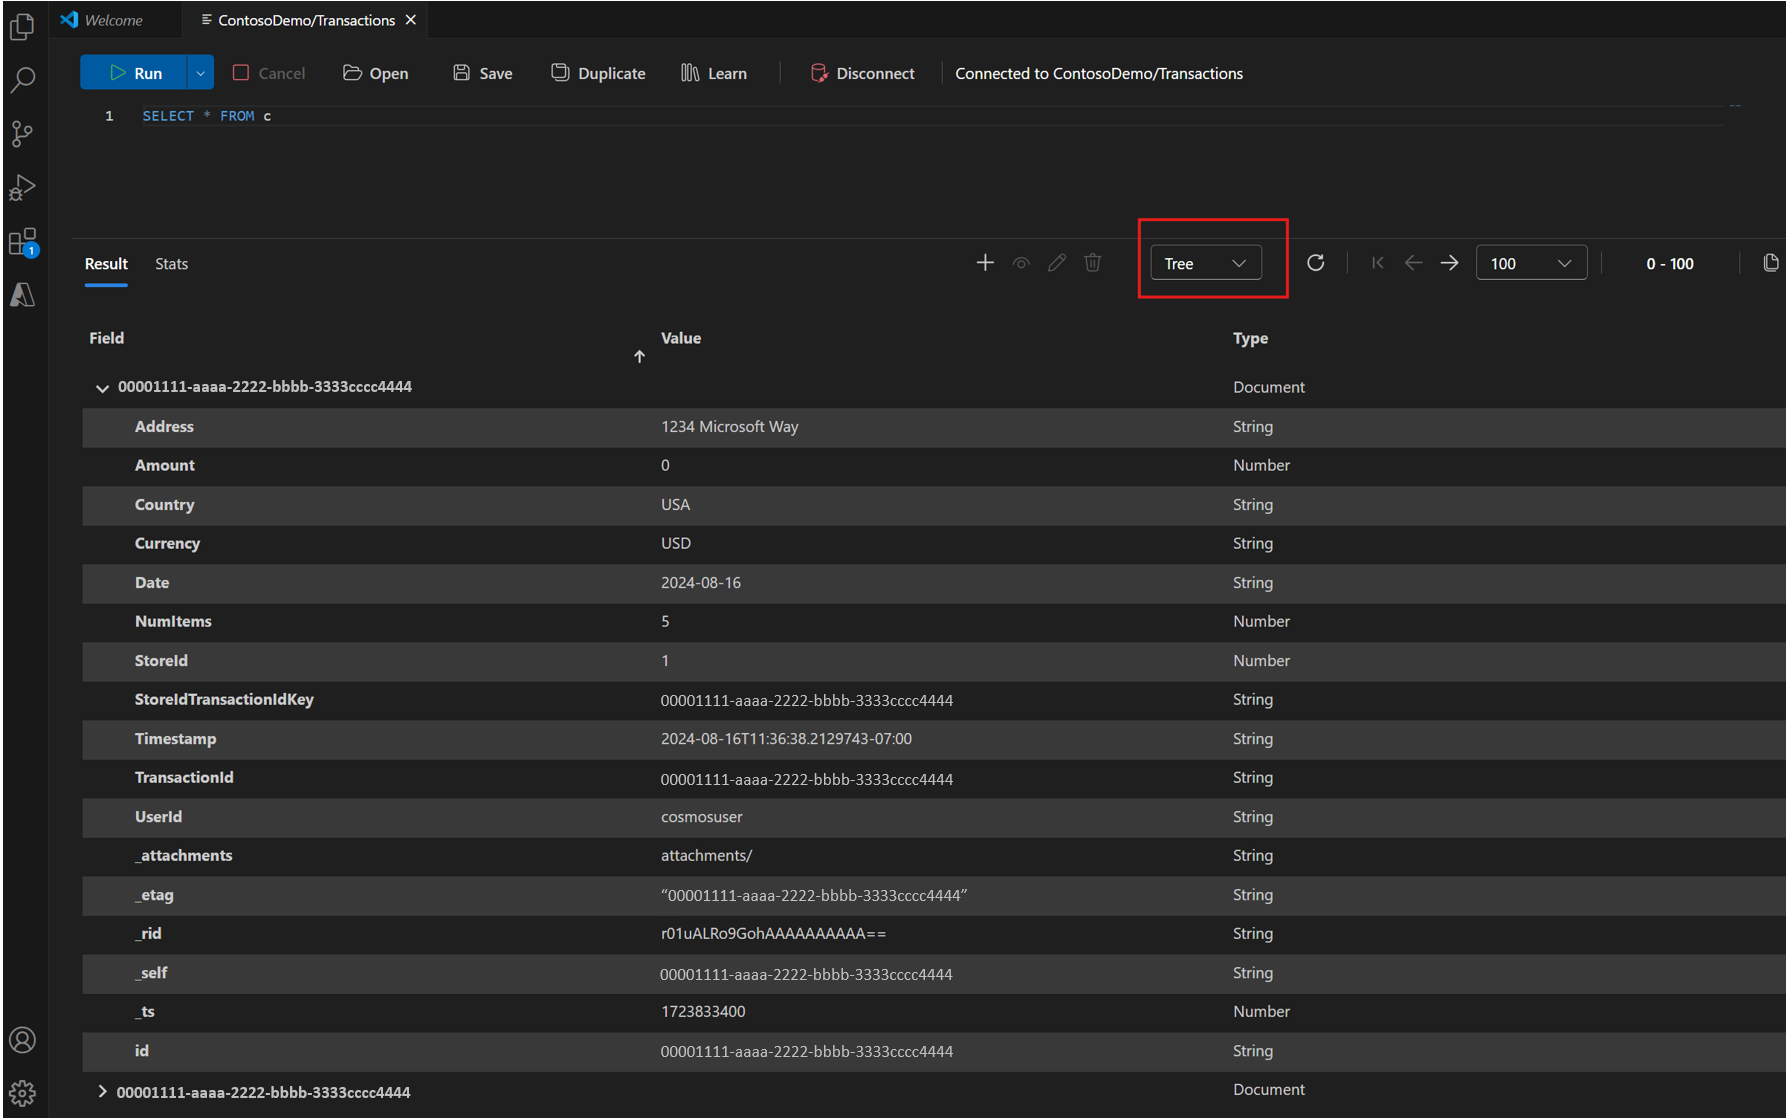 Welcome
ContosoDemo/Transactions
Run
Cancel
Open
Save
Duplicate
Learn
Disconnect
Connected to ContosoDemo/Transactions
1 SELECT * FROM c
1
Result
Stats
Tree
100
0 - 100
Field Value Type
00001111-aaaa-2222-bbbb-3333cccc4444 Document
Address 1234 Microsoft Way String
Amount 0 Number
Country USA String
Currency USD String
Date 2024-08-16 String
NumItems 5 Number
StoreId 1 Number
StoreIdTransactionIdKey 00001111-aaaa-2222-bbbb-3333cccc4444 String
Timestamp 2024-08-16T11:36:38.2129743-07:00 String
TransactionId 00001111-aaaa-2222-bbbb-3333cccc4444 String
UserId cosmosuser String
_attachments attachments/ String
_etag “00001111-aaaa-2222-bbbb-3333cccc4444” String
_rid r01uALRo9GohAAAAAAAAAA== String
_self 00001111-aaaa-2222-bbbb-3333cccc4444 String
_ts 1723833400 Number
id 00001111-aaaa-2222-bbbb-3333cccc4444 String
00001111-aaaa-2222-bbbb-3333cccc4444 Document